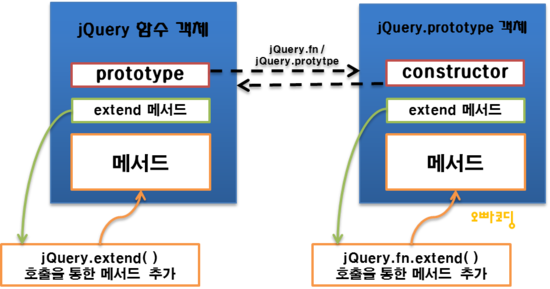 jQuery 함수 객체
prototype
extend 메서드
메서드
jQuery.extend( )
호출을 통한 메서드 추가
jQuery.fn /
jQuery.protytpe
jQuery.prototype 객체
constructor
extend 메서드
메서드
오빠코딩
jQuery.fn.extend( )
호출을 통한 메서드 추가